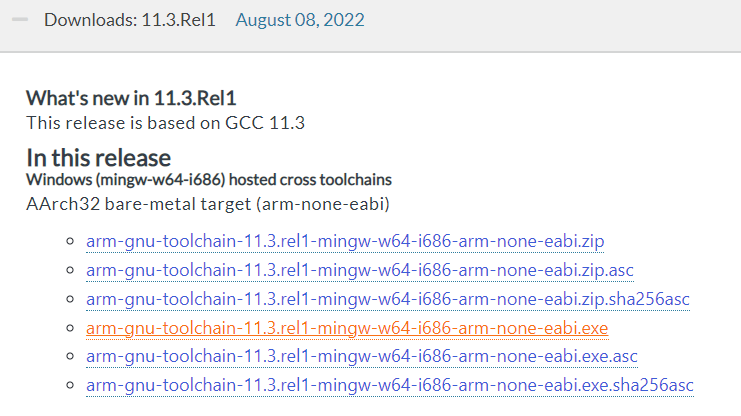 Downloads: 11.3.Rel1 August 08, 2022
What's new in 11.3.Rel1
This release is based on GCC 11.3
In this release
Windows (mingw-w64-i686) hosted cross toolchains
AArch32 bare-metal target (arm-none-eabi)
arm-gnu-toolchain-11.3.rel1-mingw-w64-i686-arm-none-eabi.zip
arm-gnu-toolchain-11.3.rel1-mingw-w64-i686-arm-none-eabi.zip.asc
arm-gnu-toolchain-11.3.rel1-mingw-w64-i686-arm-none-eabi.zip.sha256asc
arm-gnu-toolchain-11.3.rel1-mingw-w64-i686-arm-none-eabi.exe
arm-gnu-toolchain-11.3.rel1-mingw-w64-i686-arm-none-eabi.exe.asc
arm-gnu-toolchain-11.3.rel1-mingw-w64-i686-arm-none-eabi.exe.sha256asc